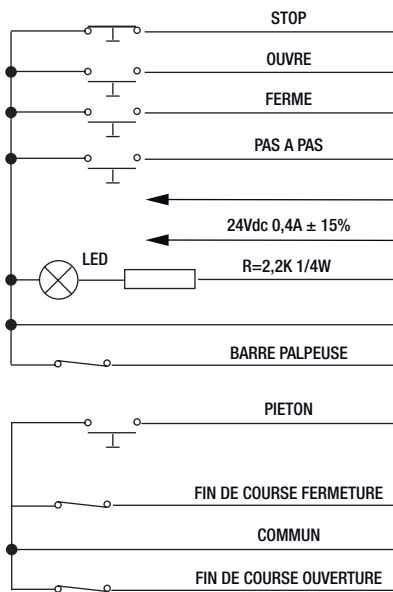 STOP
OUVRE
FERME
PAS A PAS
24Vdc 0,4A ± 15%
LED
R=2,2K 1/4W
BARRE PALPEUSE
PIETON
FIN DE COURSE FERMETURE
COMMUN
FIN DE COURSE OUVERTURE